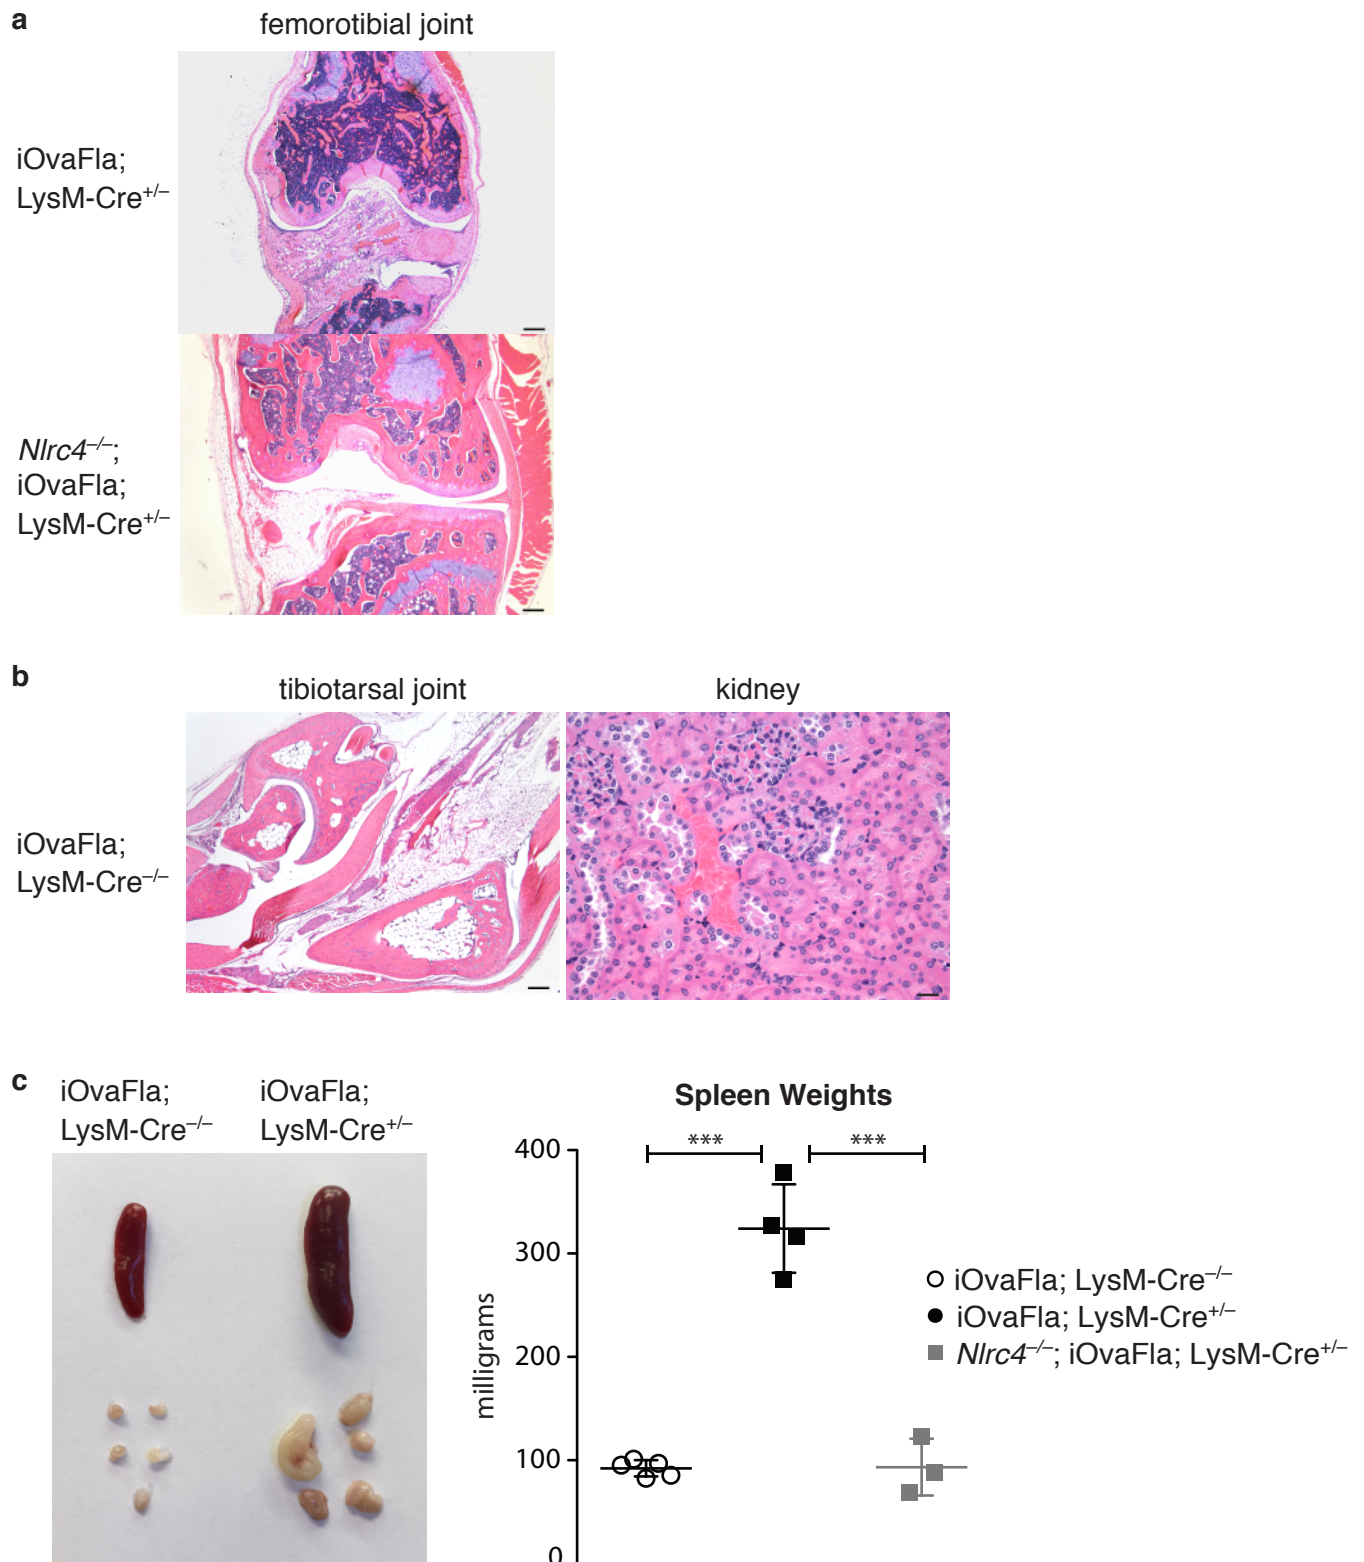 a
femorotibial joint
iOvaFla;
LysM-Cre+/–
Nlrc4–/–;
iOvaFla;
LysM-Cre+/–
b
tibiotarsal joint
kidney
iOvaFla;
LysM-Cre–/–
c
iOvaFla;
LysM-Cre–/–
iOvaFla;
LysM-Cre+/–
Spleen Weights
***
***
400
300
200
100
0
milligrams
iOvaFla; LysM-Cre–/–
iOvaFla; LysM-Cre+/–
Nlrc4–/–; iOvaFla; LysM-Cre+/–